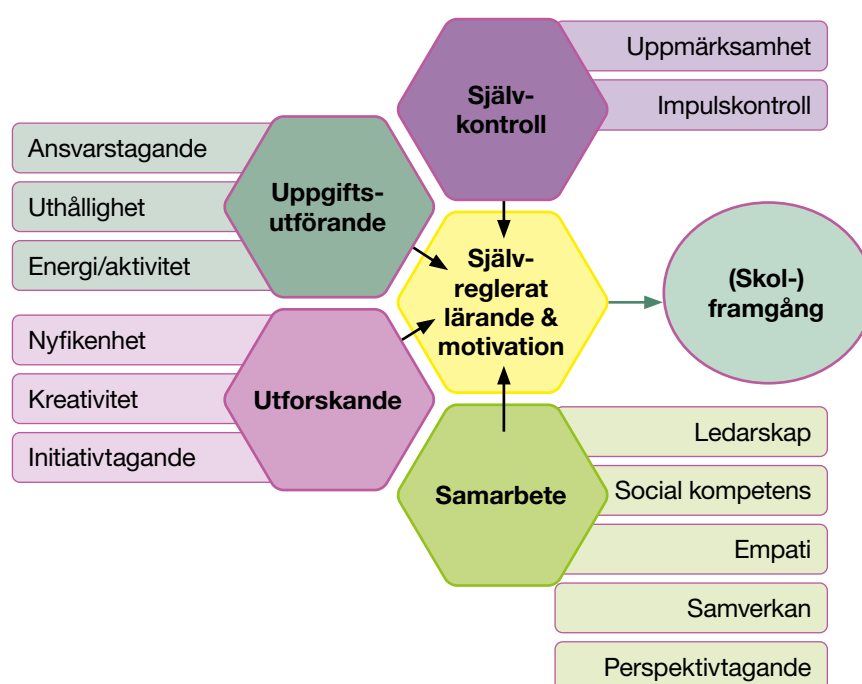 Uppmärksamhet
Impulskontroll
Själv-
kontroll
Ansvarstagande
Uthållighet
Energi/aktivitet
Uppgifts-
utförande
Själv-
reglerat
lärande &
motivation
(Skol-)
framgång
Nyfikenhet
Kreativitet
Initiativtagande
Utforskande
Samarbete
Ledarskap
Social kompetens
Empati
Samverkan
Perspektivtagande